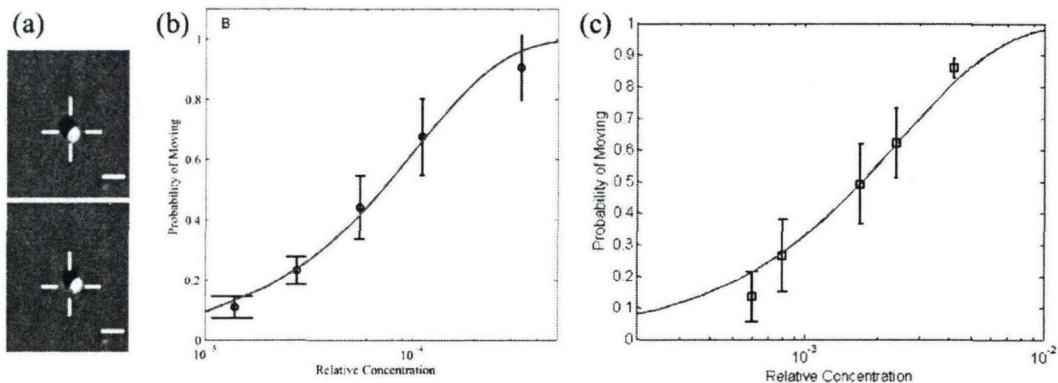 (a)
(b)
B
1
0.8
0.6
0.4
0.2
0
Probability of Moving
10⁻⁵
10⁻⁴
Relative Concentration
(c)
1
0.9
0.8
0.7
0.6
0.5
0.4
0.3
0.2
0.1
0
Probability of Moving
10⁻³
10⁻²
Relative Concentration